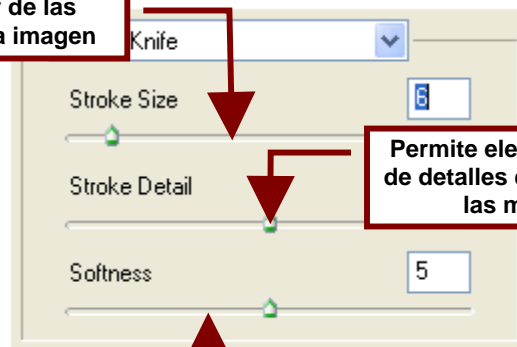 de las
a imagen
Knife
Stroke Size
6
Permite ele
de detalles
las
Stroke Detail
Softness
5